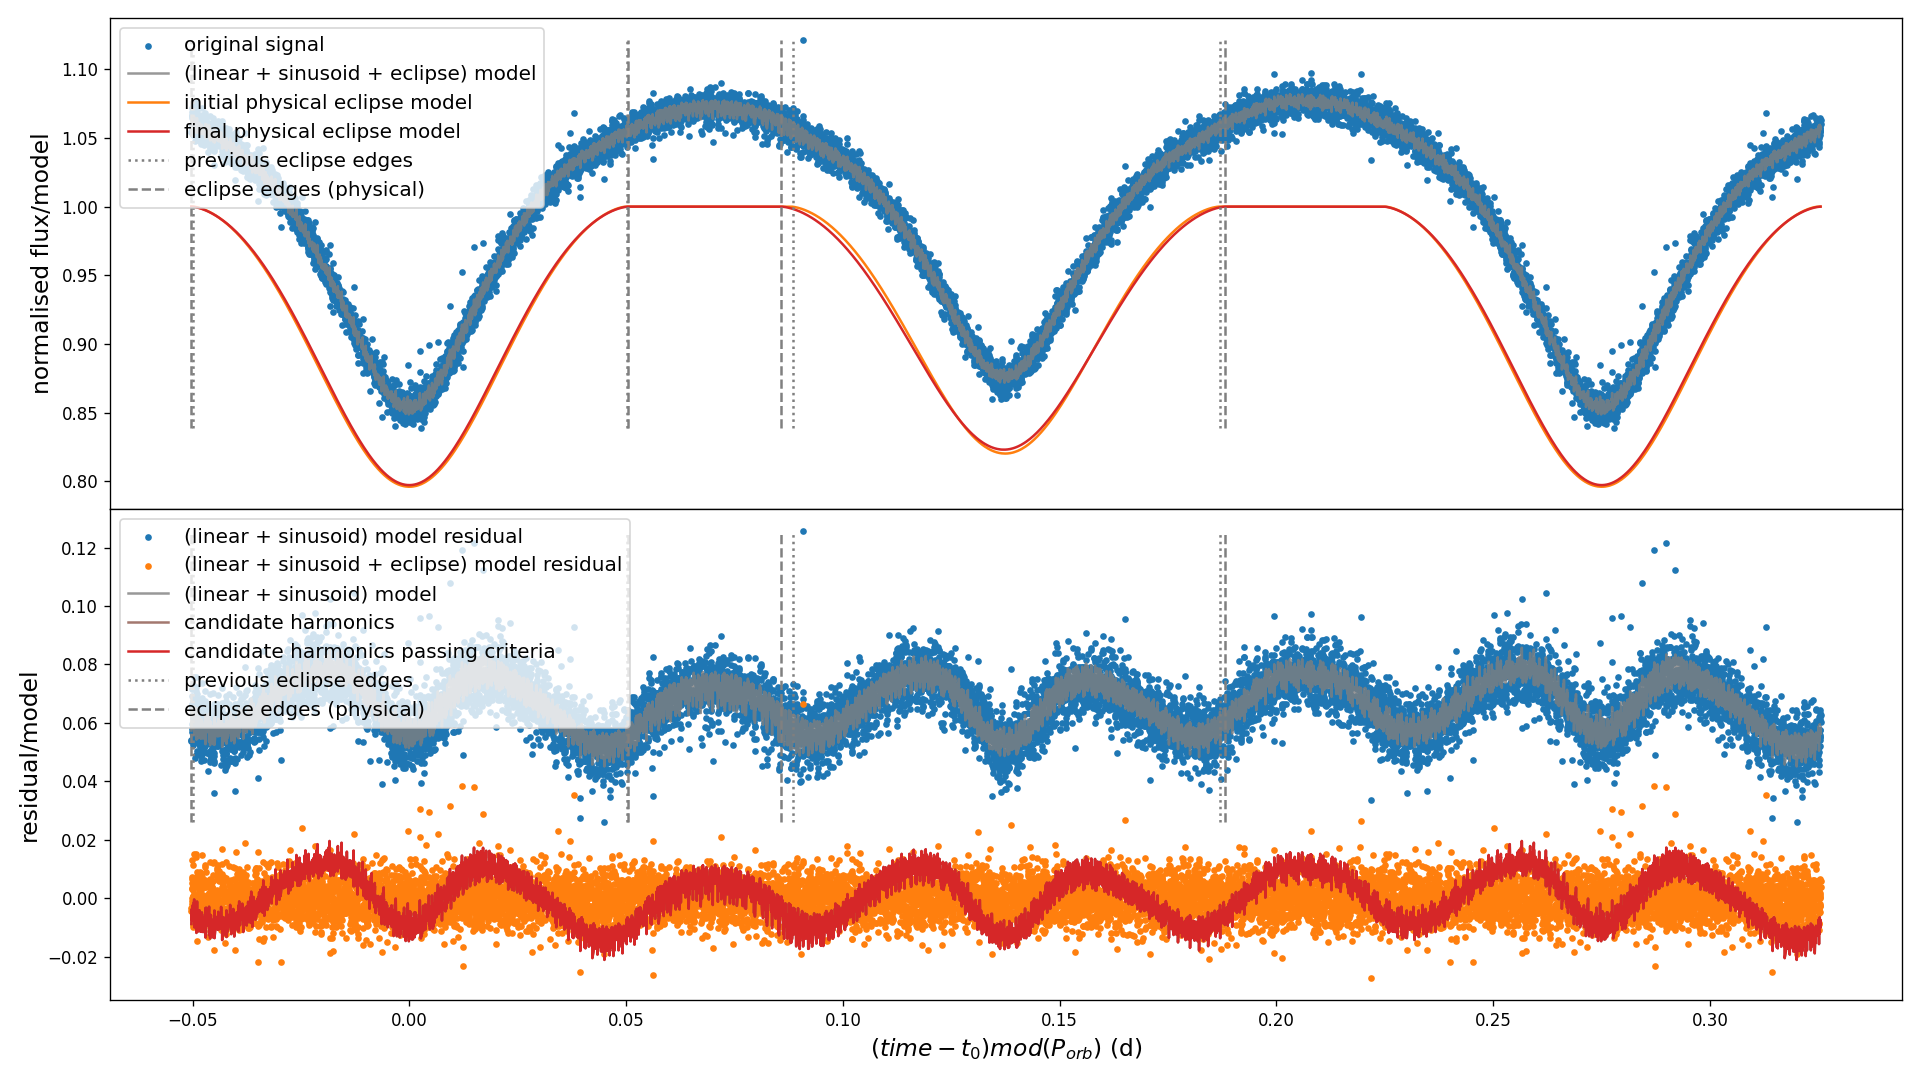 original signal
(linear + sinusoid + eclipse) model
initial physical eclipse model
final physical eclipse model
previous eclipse edges
eclipse edges (physical)
normalised flux/model
1.10
1.05
1.00
0.95
0.90
0.85
0.80
(linear + sinusoid) model residual
(linear + sinusoid + eclipse) model residual
(linear + sinusoid) model
candidate harmonics
candidate harmonics passing criteria
previous eclipse edges
eclipse edges (physical)
residual/model
0.12
0.10
0.08
0.06
0.04
0.02
0.00
−0.02
−0.05 0.00 0.05 0.10 0.15 0.20 0.25 0.30
(time − t₀)mod(P_orb) (d)